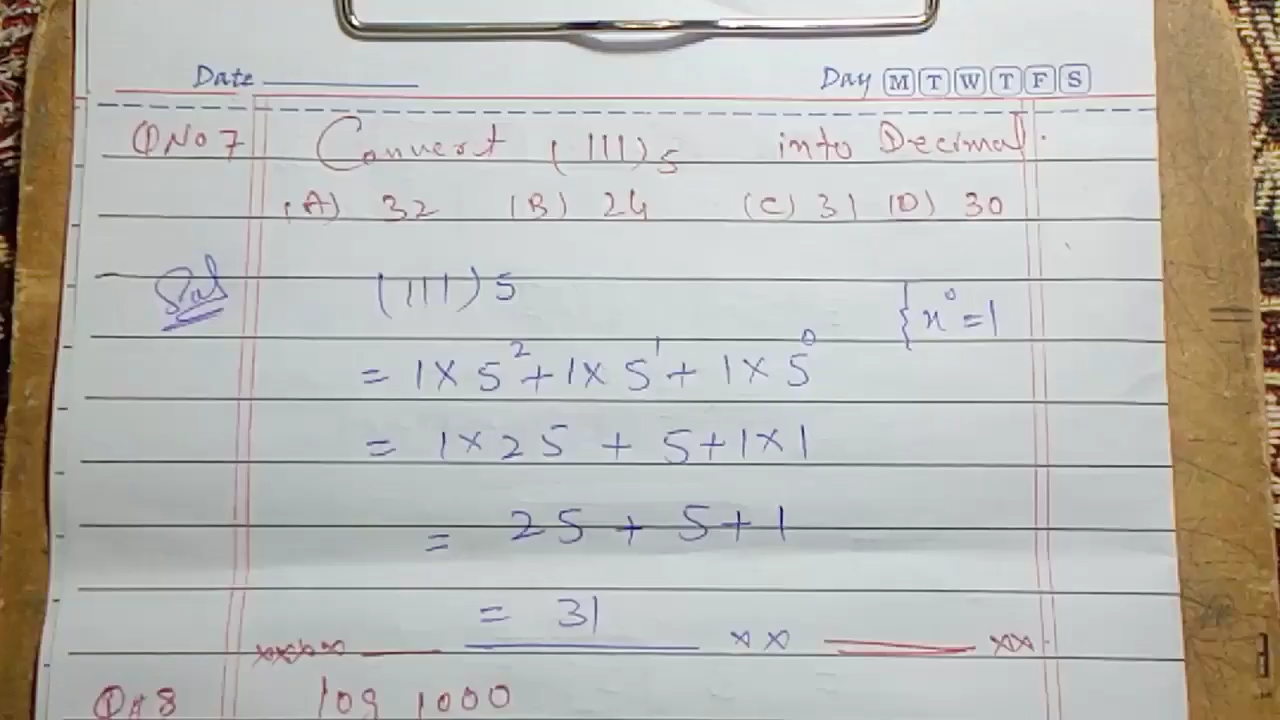 Date Day M T W T F S
Q No 7 Convert (111)5 into Decimal.
(A) 32 (B) 24 (C) 31 (D) 30
Sol (111)5 { x⁰ = 1
= 1 × 5² + 1 × 5¹ + 1 × 5⁰
= 1 × 25 + 5 + 1 × 1
= 25 + 5 + 1
= 31
xx xx xx
Q N 8 log 1000